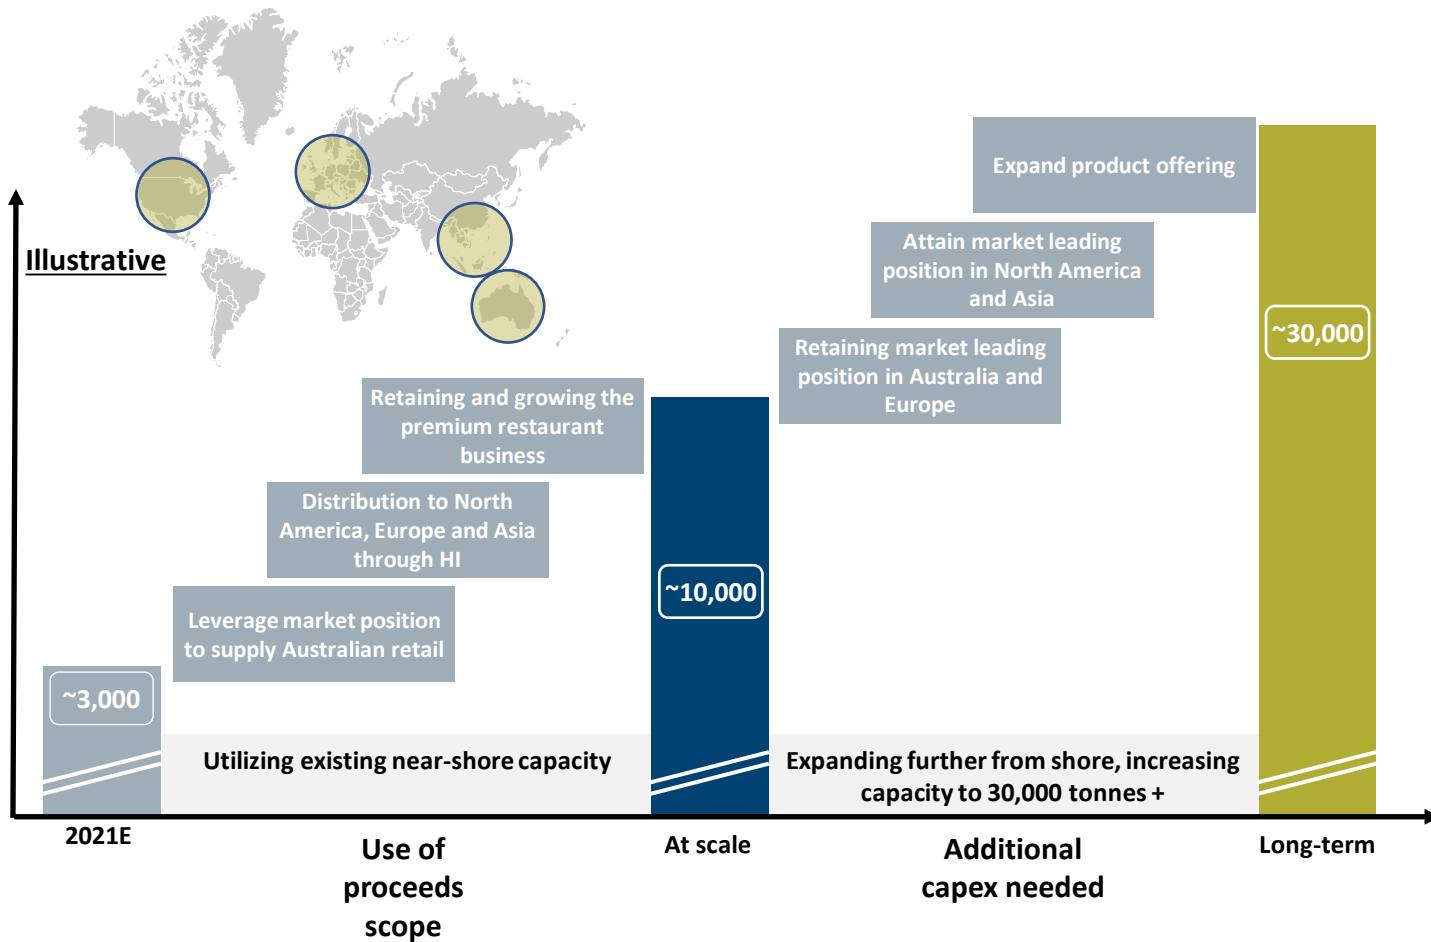 Illustrative
Expand product offering
Attain market leading
position in North America
and Asia
~30,000
Retaining market leading
position in Australia and
Europe
Retaining and growing the
premium restaurant
business
Distribution to North
America, Europe and Asia
through HI
~10,000
Leverage market position
to supply Australian retail
~3,000
Utilizing existing near-shore capacity
Expanding further from shore, increasing
capacity to 30,000 tonnes +
2021E
Use of
proceeds
scope
At scale
Additional
capex needed
Long-term